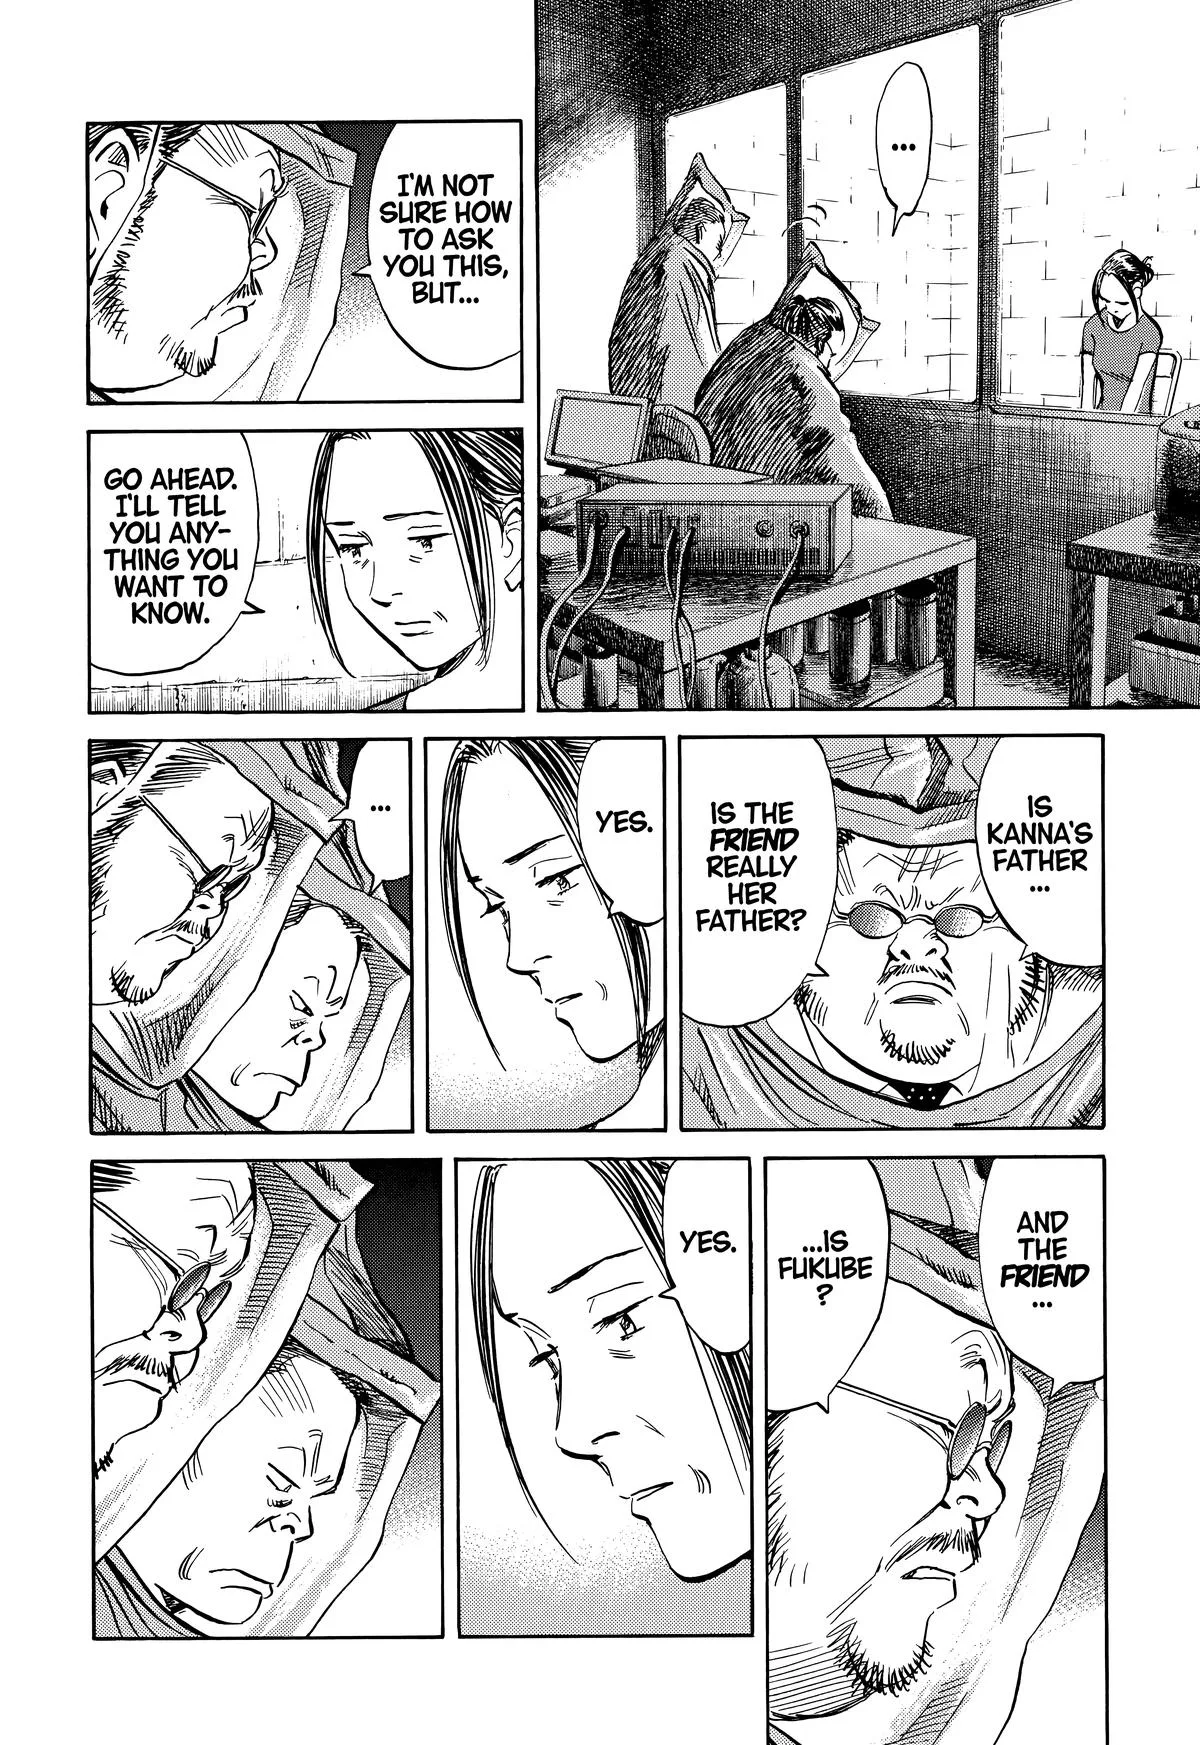 ...
I'M NOT
SURE HOW
TO ASK
YOU THIS,
BUT...
GO AHEAD.
I'LL TELL
YOU ANY-
THING YOU
WANT TO
KNOW.
IS
KANNA'S
FATHER
...
IS THE
FRIEND
REALLY
HER
FATHER?
YES.
...
AND
THE
FRIEND
...
...IS
FUKUBE
?
YES.